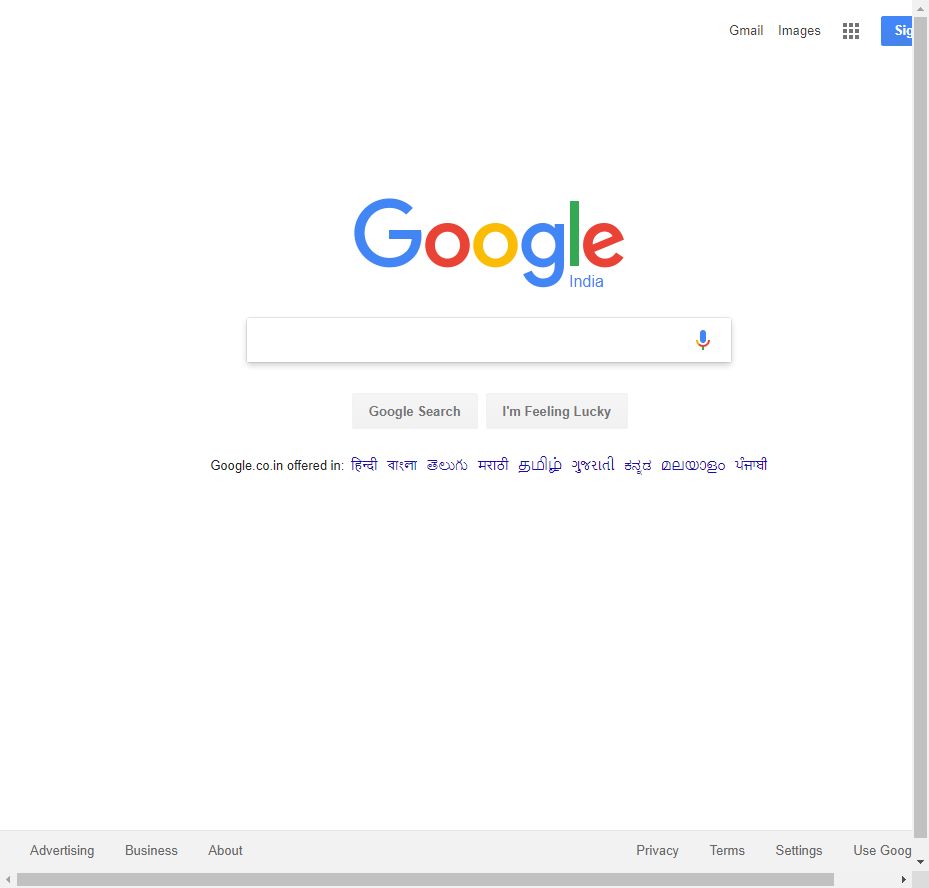 Gmail Images Sig
Google
India
Google Search I'm Feeling Lucky
Google.co.in offered in: हिन्दी বাংলা తెలుగు मराठी தமிழ் ગુજરાતી ಕನ್ನಡ മലയാളം ਪੰਜਾਬੀ
Advertising Business About Privacy Terms Settings Use Goog